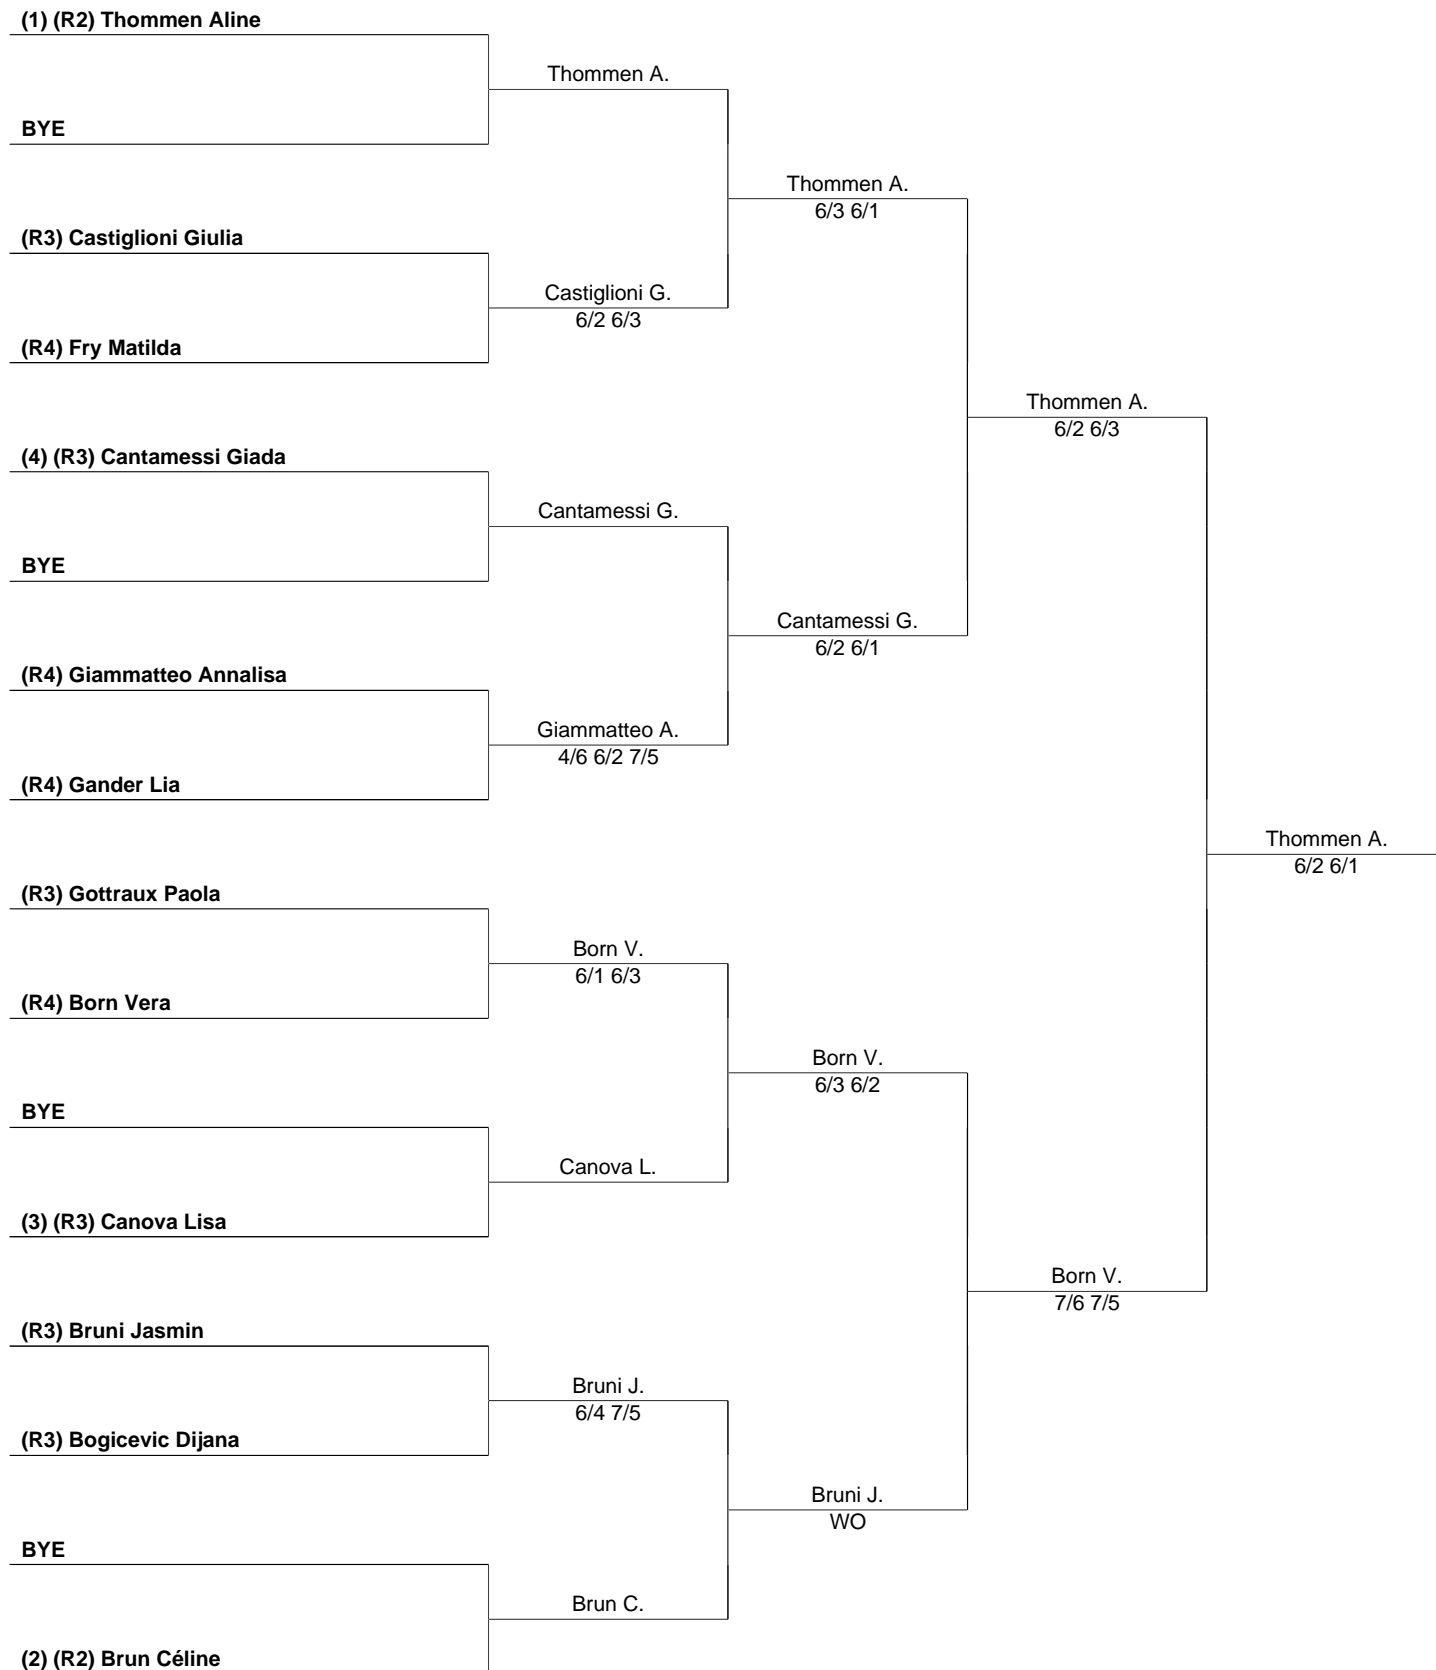 (1) (R2) Thommen Aline
Thommen A.
BYE
Thommen A.
6/3 6/1
(R3) Castiglioni Giulia
Castiglioni G.
6/2 6/3
(R4) Fry Matilda
Thommen A.
6/2 6/3
(4) (R3) Cantamessi Giada
Cantamessi G.
BYE
Cantamessi G.
6/2 6/1
(R4) Giammatteo Annalisa
Giammatteo A.
4/6 6/2 7/5
(R4) Gander Lia
Thommen A.
6/2 6/1
(R3) Gottraux Paola
Born V.
6/1 6/3
(R4) Born Vera
Born V.
6/3 6/2
BYE
Canova L.
(3) (R3) Canova Lisa
Born V.
7/6 7/5
(R3) Bruni Jasmin
Bruni J.
6/4 7/5
(R3) Bogicevic Dijana
Bruni J.
WO
BYE
Brun C.
(2) (R2) Brun Céline